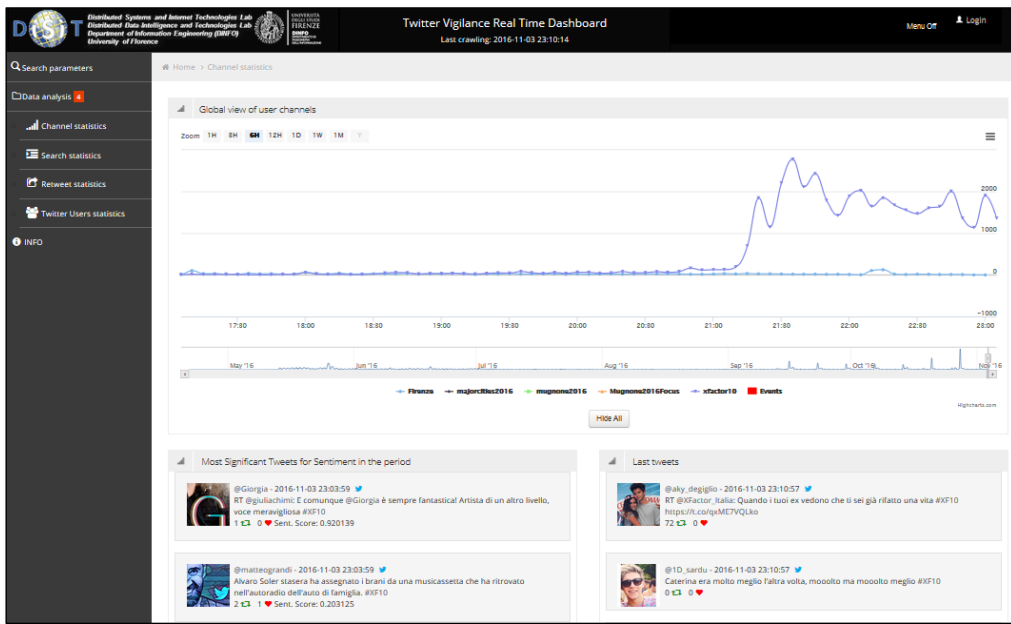 DISIT
Distributed Systems and Internet Technologies Lab
Distributed Data Intelligence and Technologies Lab
Department of Information Engineering (DINFO)
University of Florence
UNIVERSITÀ
DEGLI STUDI
FIRENZE
DINFO
Twitter Vigilance Real Time Dashboard
Last crawling: 2016-11-03 23:10:14
Menu Off
Login
Search parameters
Data analysis 4
Channel statistics
Search statistics
Retweet statistics
Twitter Users statistics
INFO
Home > Channel statistics
Global view of user channels
Zoom 1H 3H 6H 12H 1D 1W 1M Y
2000
1000
0
-1000
17:30 18:00 18:30 19:00 19:30 20:00 20:30 21:00 21:30 22:00 22:30 23:00
May '16 Jun '16 Jul '16 Aug '16 Sep '16 Oct '16 Nov '16
Firenze majorcities2016 mugnone2016 Mugnone2016Focus xfactor10 Events
Highcharts.com
Hide All
Most Significant Tweets for Sentiment in the period
@Giorgia - 2016-11-03 23:03:59
RT @giuliachimi: E comunque @Giorgia è sempre fantastica! Artista di un altro livello,
voce meravigliosa #XF10
1 0 Sent. Score: 0.920139
@matteograndi - 2016-11-03 23:03:59
Alvaro Soler stasera ha assegnato i brani da una musicassetta che ha ritrovato
nell'autoradio dell'auto di famiglia. #XF10
2 1 Sent. Score: 0.203125
Last tweets
@aky_degiglio - 2016-11-03 23:10:57
RT @XFactor_Italia: Quando i tuoi ex vedono che ti sei già rifatto una vita #XF10
https://t.co/qxME7VQLko
72 0
@1D_sardu - 2016-11-03 23:10:57
Caterina era molto meglio l'altra volta, mooolto ma mooolto meglio #XF10
0 0